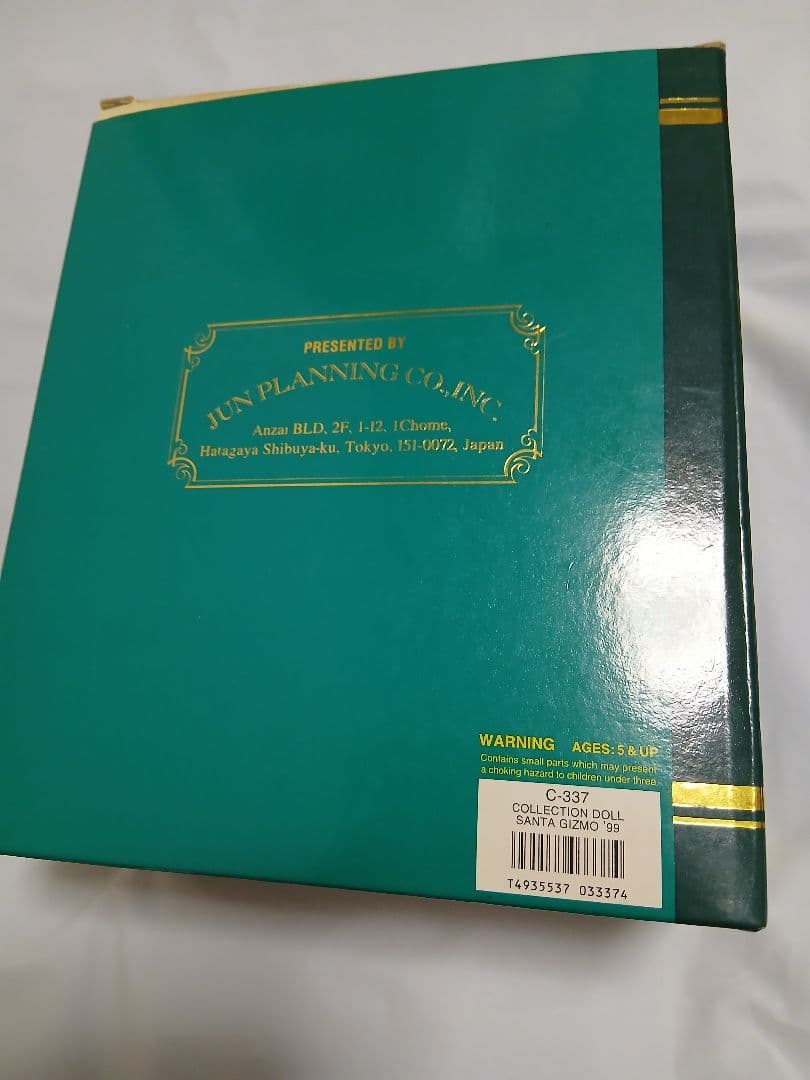 PRESENTED BY
JUN PLANNING CO.,INC.
Anzai BLD, 2F, 1-12, 1Chome,
Hatagaya Shibuya-ku, Tokyo, 151-0072, Japan
WARNING AGES: 5 & UP
Contains small parts which may present
a choking hazard to children under three.
C-337
COLLECTION DOLL
SANTA GIZMO '99
T4935537 033374